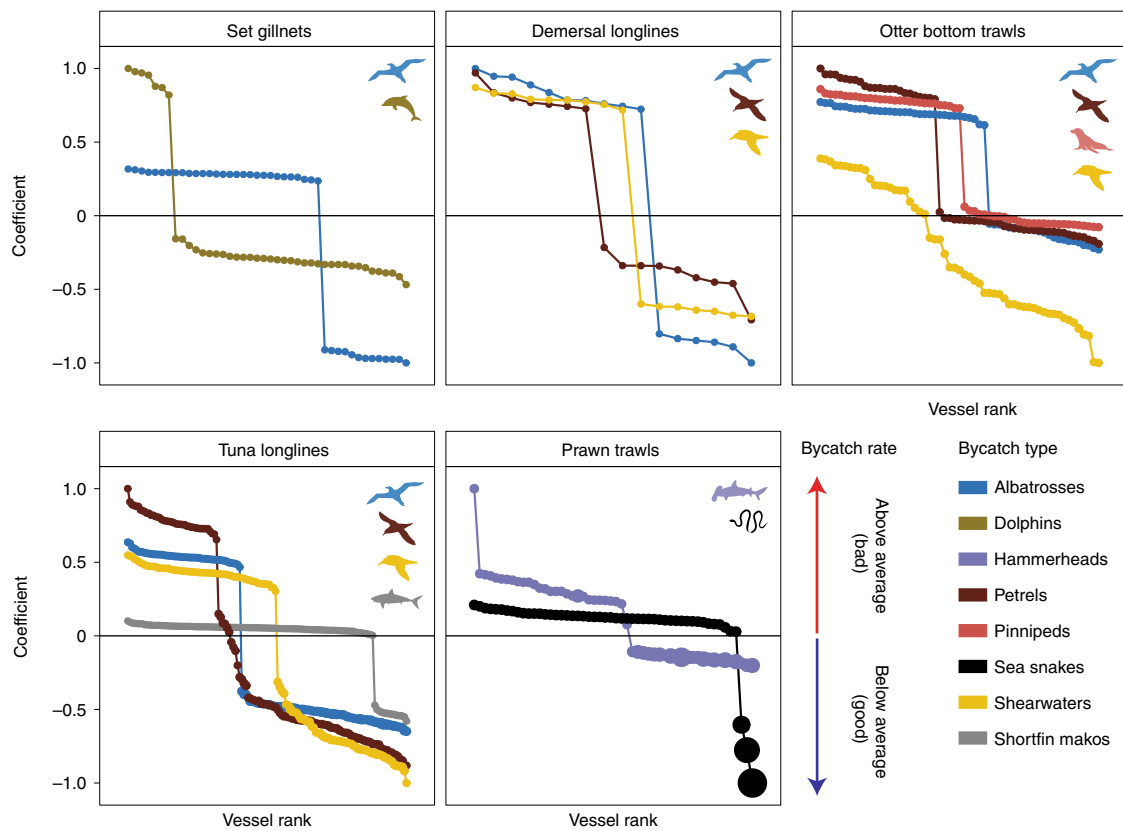 Set gillnets
Demersal longlines
Otter bottom trawls
Coefficient
1.0
0.5
0
–0.5
–1.0
Vessel rank
Tuna longlines
Prawn trawls
Coefficient
1.0
0.5
0
–0.5
–1.0
Vessel rank
Bycatch rate
Above average
(bad)
Below average
(good)
Bycatch type
Albatrosses
Dolphins
Hammerheads
Petrels
Pinnipeds
Sea snakes
Shearwaters
Shortfin makos
Vessel rank